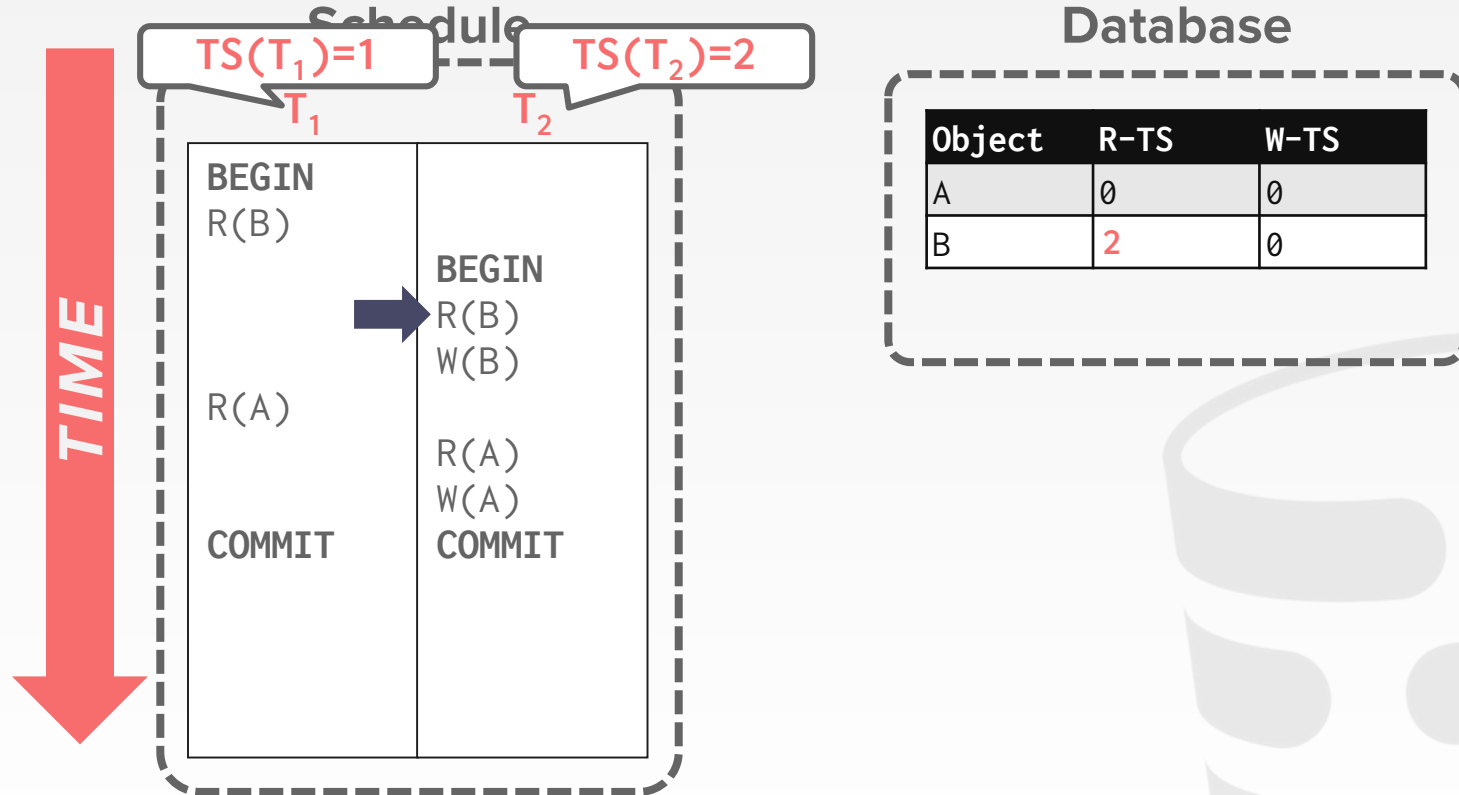 Schedule
TS(T1)=1
TS(T2)=2
T1
T2
BEGIN
R(B)
BEGIN
R(B)
W(B)
R(A)
R(A)
W(A)
COMMIT
COMMIT
TIME
Database
Object R-TS W-TS
A 0 0
B 2 0